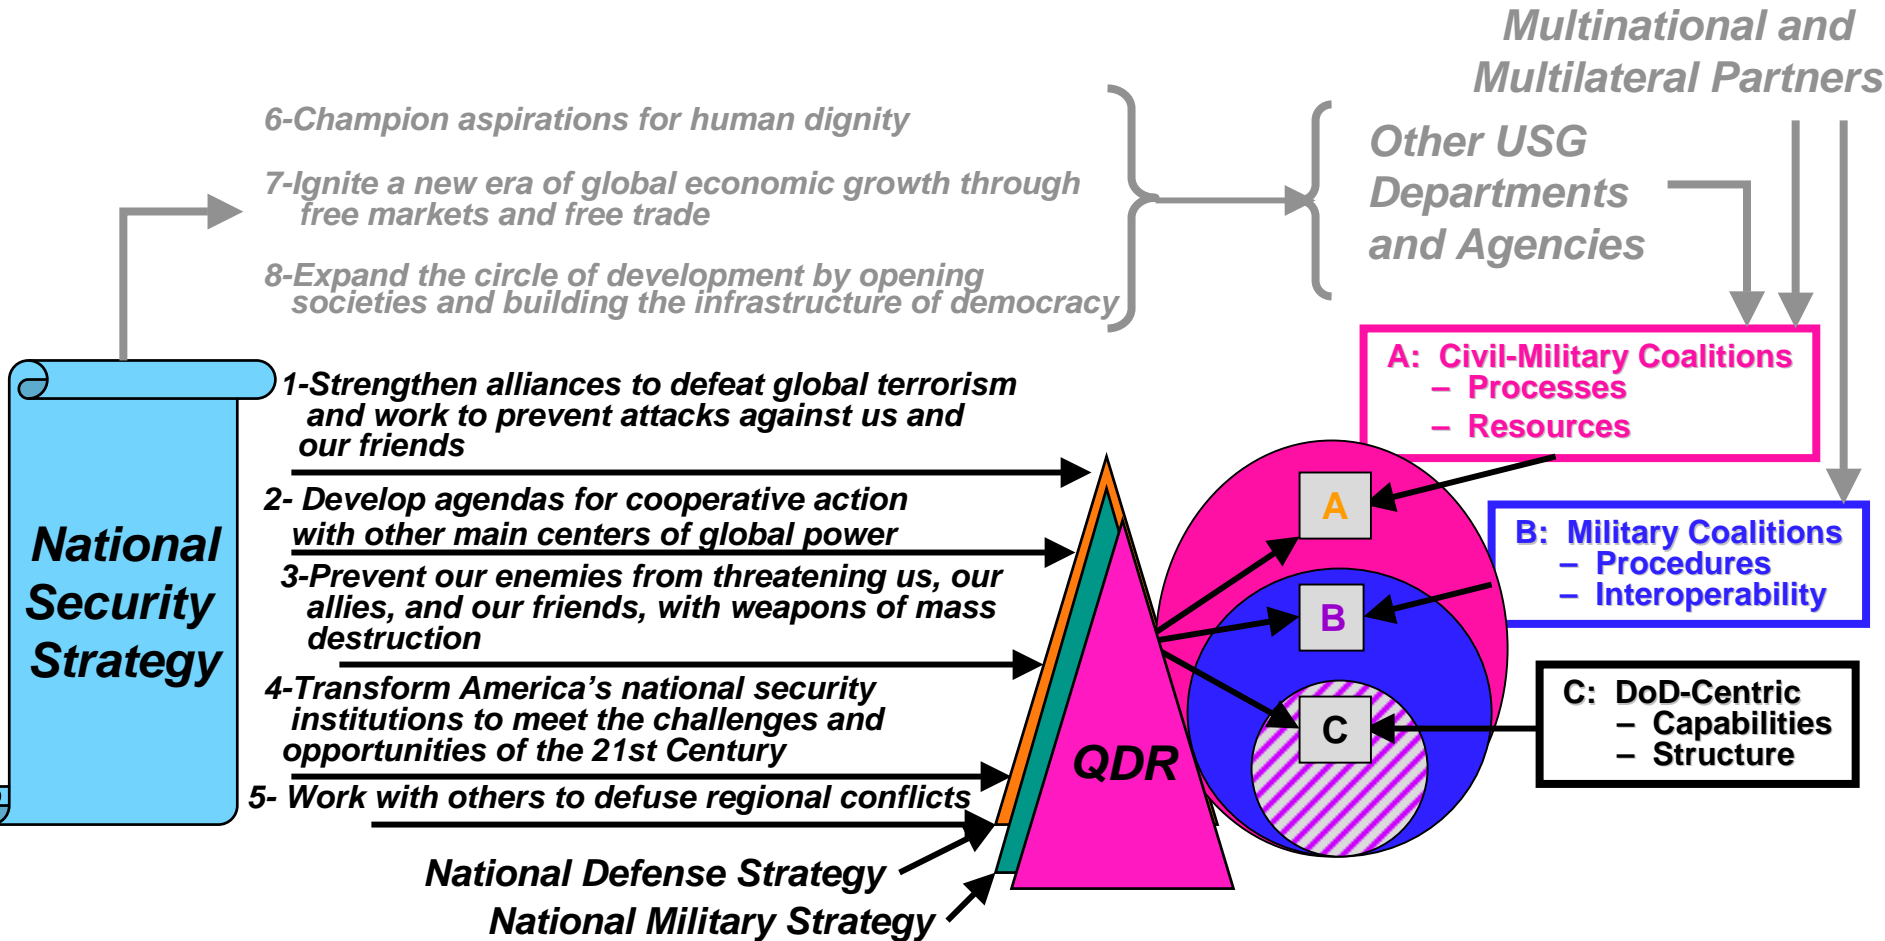 Multinational and
Multilateral Partners
6-Champion aspirations for human dignity
7-Ignite a new era of global economic growth through
free markets and free trade
8-Expand the circle of development by opening
societies and building the infrastructure of democracy
Other USG
Departments
and Agencies
National
Security
Strategy
1-Strengthen alliances to defeat global terrorism
and work to prevent attacks against us and
our friends
2- Develop agendas for cooperative action
with other main centers of global power
3-Prevent our enemies from threatening us, our
allies, and our friends, with weapons of mass
destruction
4-Transform America’s national security
institutions to meet the challenges and
opportunities of the 21st Century
5- Work with others to defuse regional conflicts
National Defense Strategy
National Military Strategy
QDR
A
B
C
A: Civil-Military Coalitions
– Processes
– Resources
B: Military Coalitions
– Procedures
– Interoperability
C: DoD-Centric
– Capabilities
– Structure